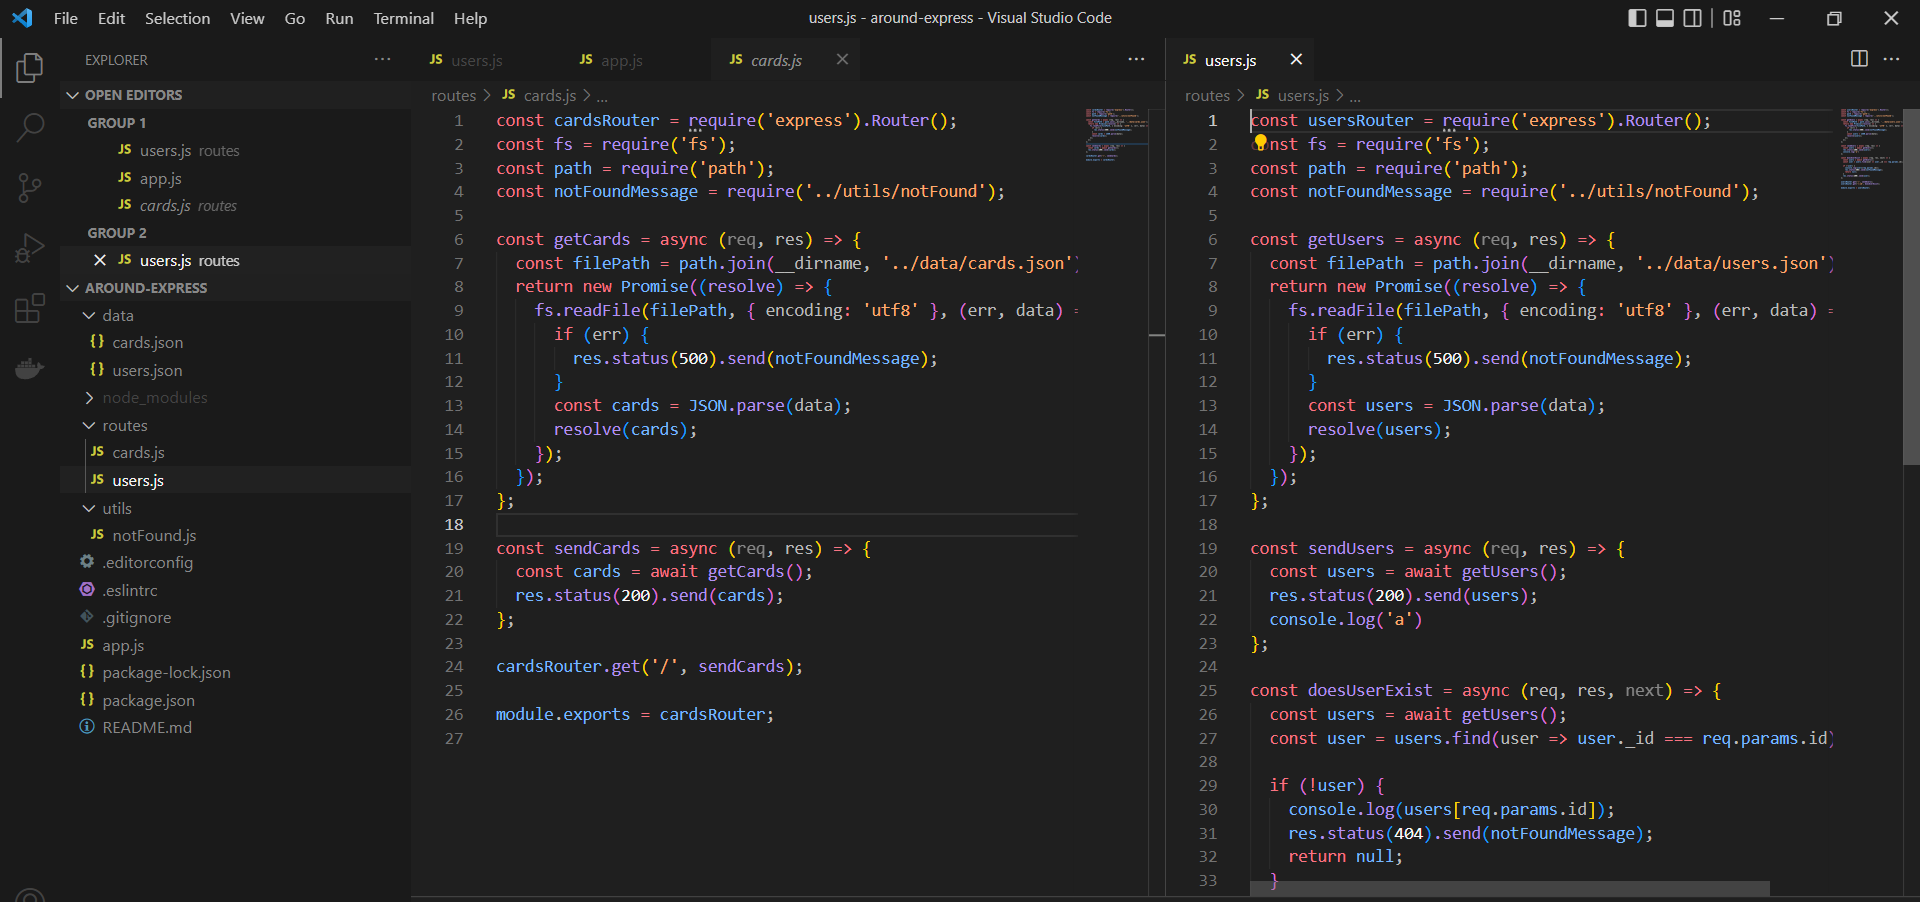 File Edit Selection View Go Run Terminal Help
users.js - around-express - Visual Studio Code
EXPLORER
OPEN EDITORS
GROUP 1
JS users.js routes
JS app.js
JS cards.js routes
GROUP 2
JS users.js routes
AROUND-EXPRESS
data
{} cards.json
{} users.json
node_modules
routes
JS cards.js
JS users.js
utils
JS notFound.js
.editorconfig
.eslintrc
.gitignore
JS app.js
{} package-lock.json
{} package.json
README.md
JS users.js JS app.js JS cards.js
routes > JS cards.js > ...
1 const cardsRouter = require('express').Router();
2 const fs = require('fs');
3 const path = require('path');
4 const notFoundMessage = require('../utils/notFound');
5
6 const getCards = async (req, res) => {
7 const filePath = path.join(__dirname, '../data/cards.json')
8 return new Promise((resolve) => {
9 fs.readFile(filePath, { encoding: 'utf8' }, (err, data) =
10 if (err) {
11 res.status(500).send(notFoundMessage);
12 }
13 const cards = JSON.parse(data);
14 resolve(cards);
15 });
16 });
17 };
18
19 const sendCards = async (req, res) => {
20 const cards = await getCards();
21 res.status(200).send(cards);
22 };
23
24 cardsRouter.get('/', sendCards);
25
26 module.exports = cardsRouter;
27
JS users.js
routes > JS users.js > ...
1 const usersRouter = require('express').Router();
2 nst fs = require('fs');
3 const path = require('path');
4 const notFoundMessage = require('../utils/notFound');
5
6 const getUsers = async (req, res) => {
7 const filePath = path.join(__dirname, '../data/users.json')
8 return new Promise((resolve) => {
9 fs.readFile(filePath, { encoding: 'utf8' }, (err, data) =
10 if (err) {
11 res.status(500).send(notFoundMessage);
12 }
13 const users = JSON.parse(data);
14 resolve(users);
15 });
16 });
17 };
18
19 const sendUsers = async (req, res) => {
20 const users = await getUsers();
21 res.status(200).send(users);
22 console.log('a')
23 };
24
25 const doesUserExist = async (req, res, next) => {
26 const users = await getUsers();
27 const user = users.find(user => user._id === req.params.id)
28
29 if (!user) {
30 console.log(users[req.params.id]);
31 res.status(404).send(notFoundMessage);
32 return null;
33 }